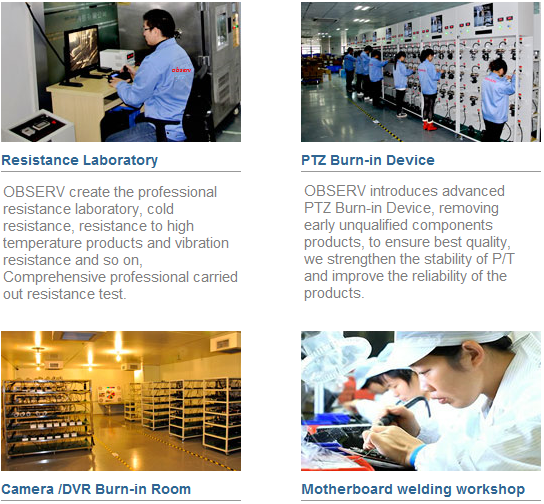 observ
Resistance Laboratory
OBSERV create the professional
resistance laboratory, cold
resistance, resistance to high
temperature products and vibration
resistance and so on,
Comprehensive professional carried
out resistance test.
PTZ Burn-in Device
OBSERV introduces advanced
PTZ Burn-in Device, removing
early unqualified components
products, to ensure best quality,
we strengthen the stability of P/T
and improve the reliability of the
products.
Camera /DVR Burn-in Room
Motherboard welding workshop